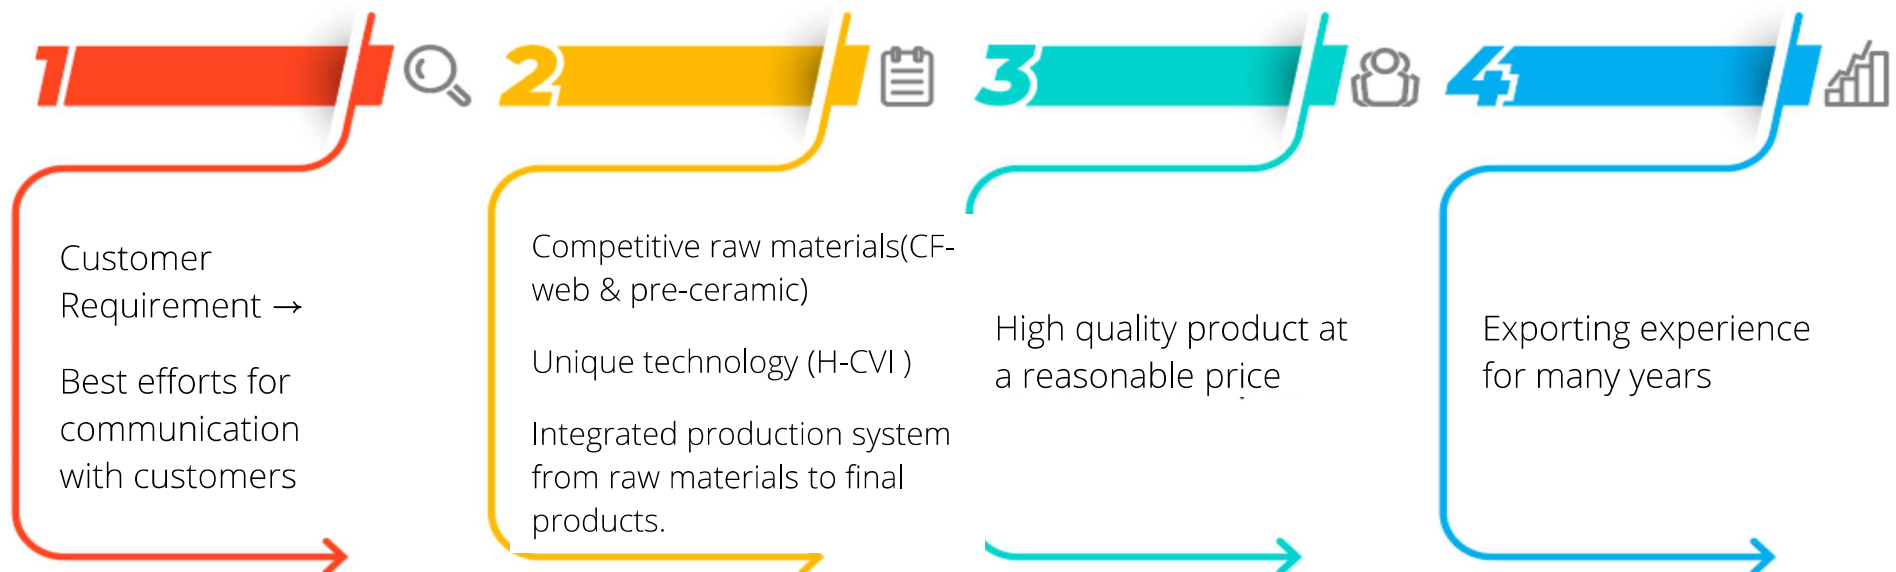 1
Customer
Requirement →
Best efforts for
communication
with customers
2
Competitive raw materials(CF-
web & pre-ceramic)
Unique technology (H-CVI )
Integrated production system
from raw materials to final
products.
3
High quality product at
a reasonable price
4
Exporting experience
for many years